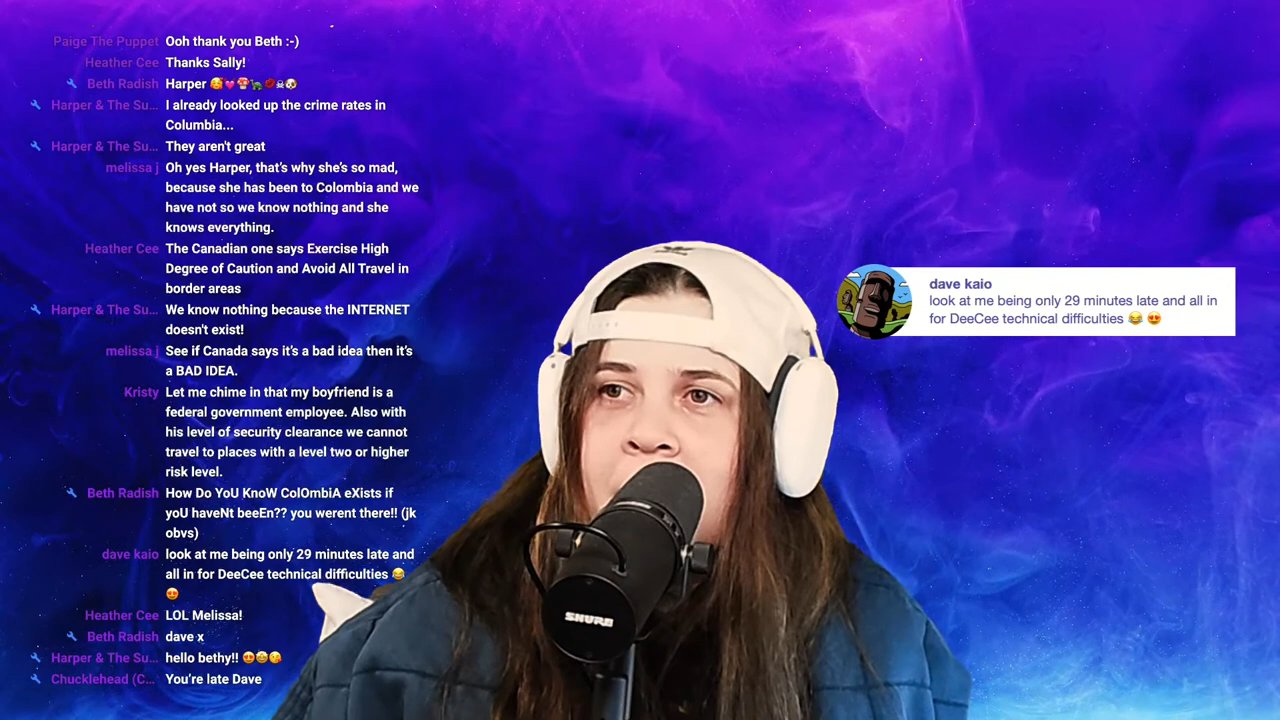 Paige The Puppet Ooh thank you Beth :-)
Heather Cee Thanks Sally!
Beth Radish Harper 🥰💓🍄🐛🌹☠🐶
Harper & The Su... I already looked up the crime rates in
Columbia...
Harper & The Su... They aren't great
melissa j Oh yes Harper, that's why she's so mad,
because she has been to Colombia and we
have not so we know nothing and she
knows everything.
Heather Cee The Canadian one says Exercise High
Degree of Caution and Avoid All Travel in
border areas
Harper & The Su... We know nothing because the INTERNET
doesn't exist!
melissa j See if Canada says it's a bad idea then it's
a BAD IDEA.
Kristy Let me chime in that my boyfriend is a
federal government employee. Also with
his level of security clearance we cannot
travel to places with a level two or higher
risk level.
Beth Radish How Do YoU KnoW ColOmbiA eXists if
yoU haveNt beeEn?? you werent there!! (jk
obvs)
dave kaio look at me being only 29 minutes late and
all in for DeeCee technical difficulties 😂
😍
Heather Cee LOL Melissa!
Beth Radish dave x
Harper & The Su... hello bethy!! 😍🤩😘
Chucklehead (C... You're late Dave
dave kaio
look at me being only 29 minutes late and all in
for DeeCee technical difficulties 😂 😍
SHURE